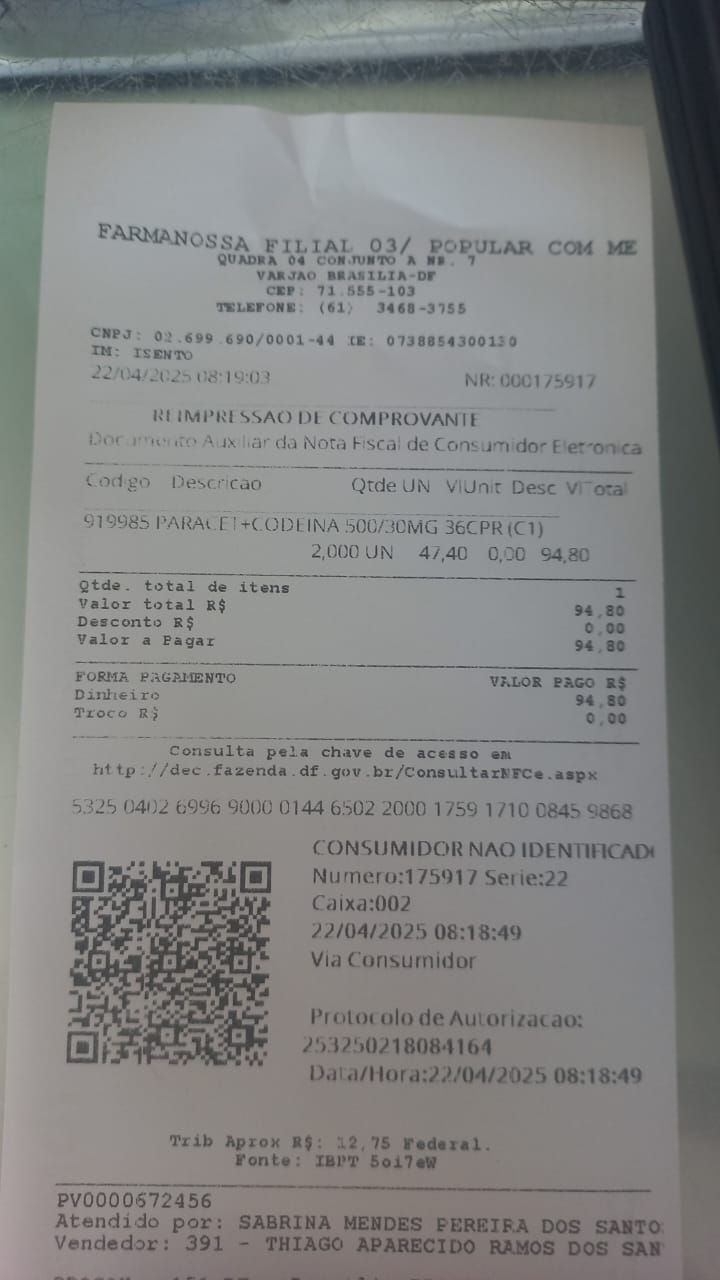 FARMANOSSA FILIAL 03/ POPULAR COM ME
QUADRA 04 CONJUNTO A NR. 7
VARJAO BRASILIA-DF
CEP: 71.555-103
TELEFONE: (61) 3468-3755
CNPJ: 02.699.690/0001-44 IE: 0738854300130
IM: ISENTO
22/04/2025 08:19:03 NR: 000175917
REIMPRESSAO DE COMPROVANTE
Documento Auxiliar da Nota Fiscal de Consumidor Eletronica
Codigo Descricao Qtde UN VlUnit Desc VlTotal
919985 PARACET+CODEINA 500/30MG 36CPR (C1)
2,000 UN 47,40 0,00 94,80
Qtde. total de itens 1
Valor total R$ 94,80
Desconto R$ 0,00
Valor a Pagar 94,80
FORMA PAGAMENTO VALOR PAGO R$
Dinheiro 94,80
Troco R$ 0,00
Consulta pela chave de acesso em
http://dec.fazenda.df.gov.br/ConsultarNFCe.aspx
5325 0402 6996 9000 0144 6502 2000 1759 1710 0845 9868
CONSUMIDOR NAO IDENTIFICAD
Numero:175917 Serie:22
Caixa:002
22/04/2025 08:18:49
Via Consumidor
Protocolo de Autorizacao:
253250218084164
Data/Hora:22/04/2025 08:18:49
Trib Aprox R$: 12,75 Federal.
Fonte: IBPT 5oi7eW
PV0000672456
Atendido por: SABRINA MENDES PEREIRA DOS SANTO
Vendedor: 391 - THIAGO APARECIDO RAMOS DOS SAN